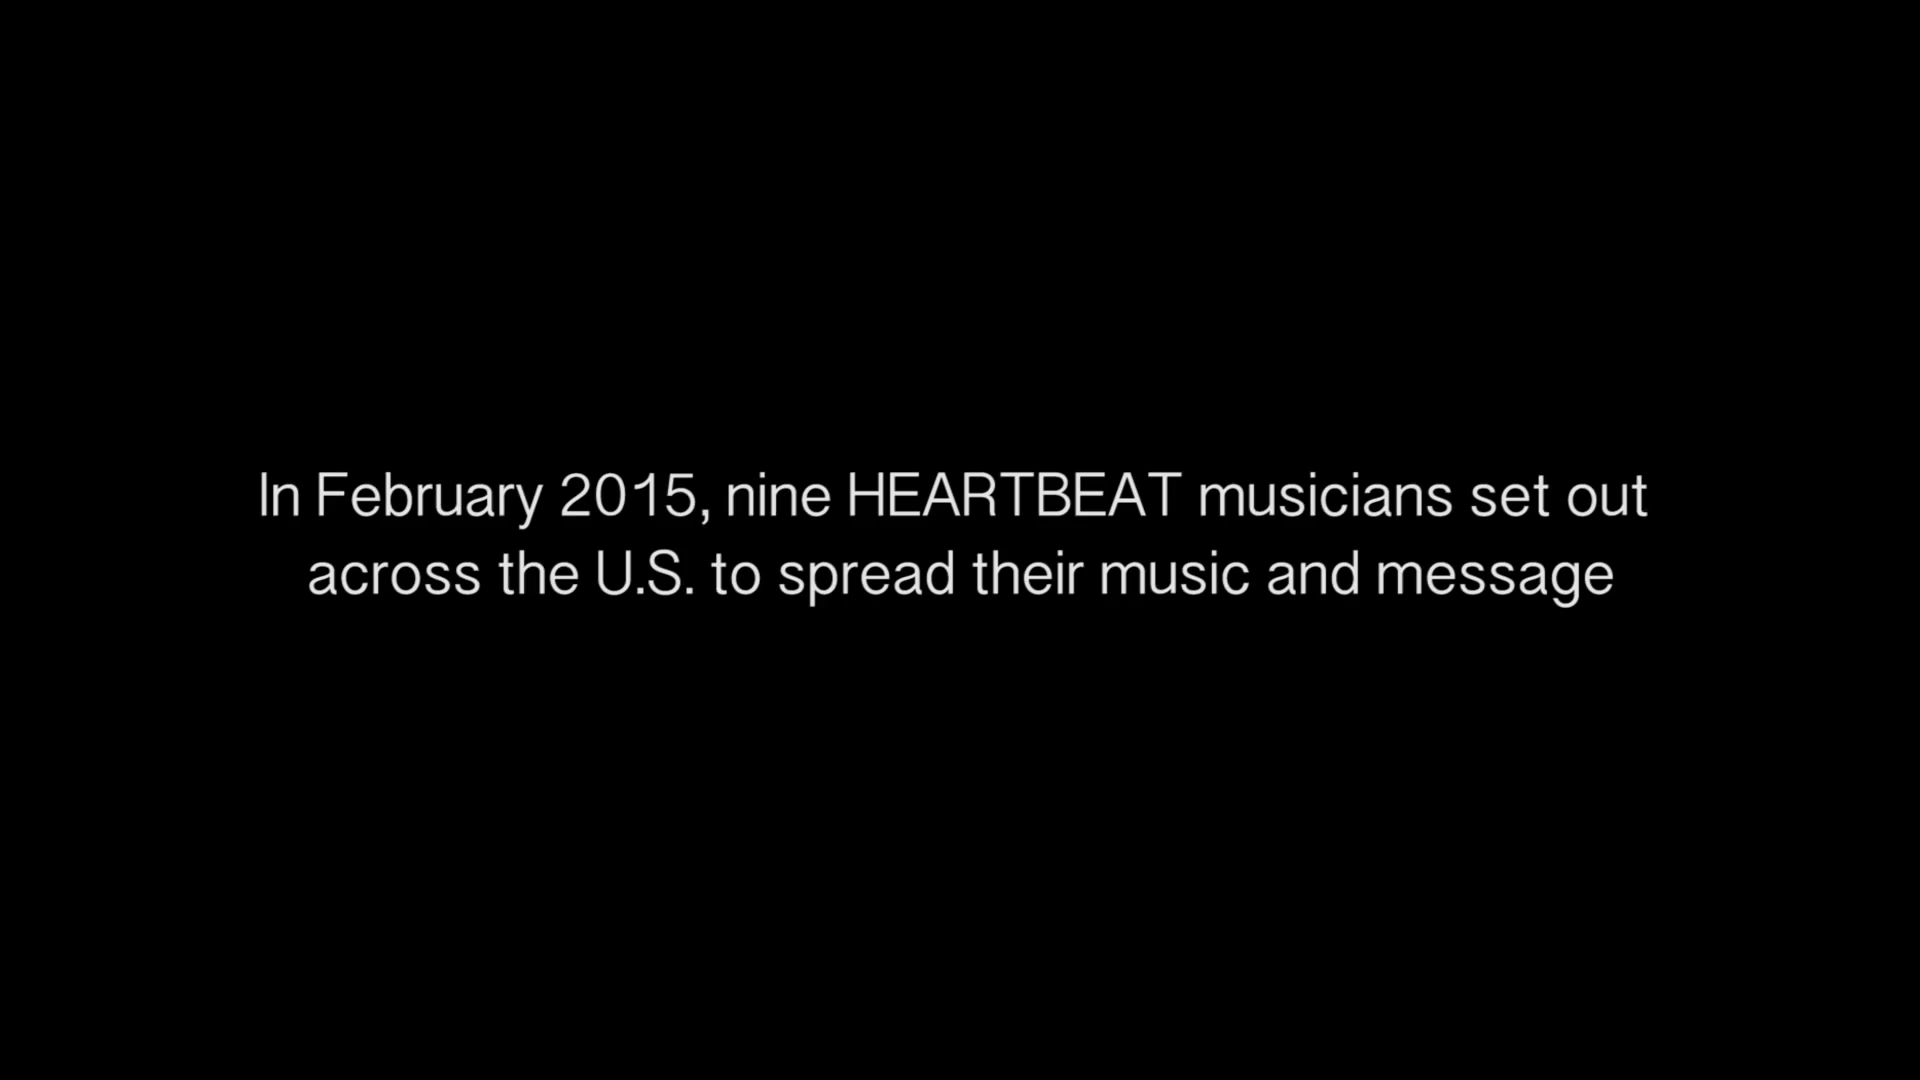 In February 2015, nine HEARTBEAT musicians set out
across the U.S. to spread their music and message